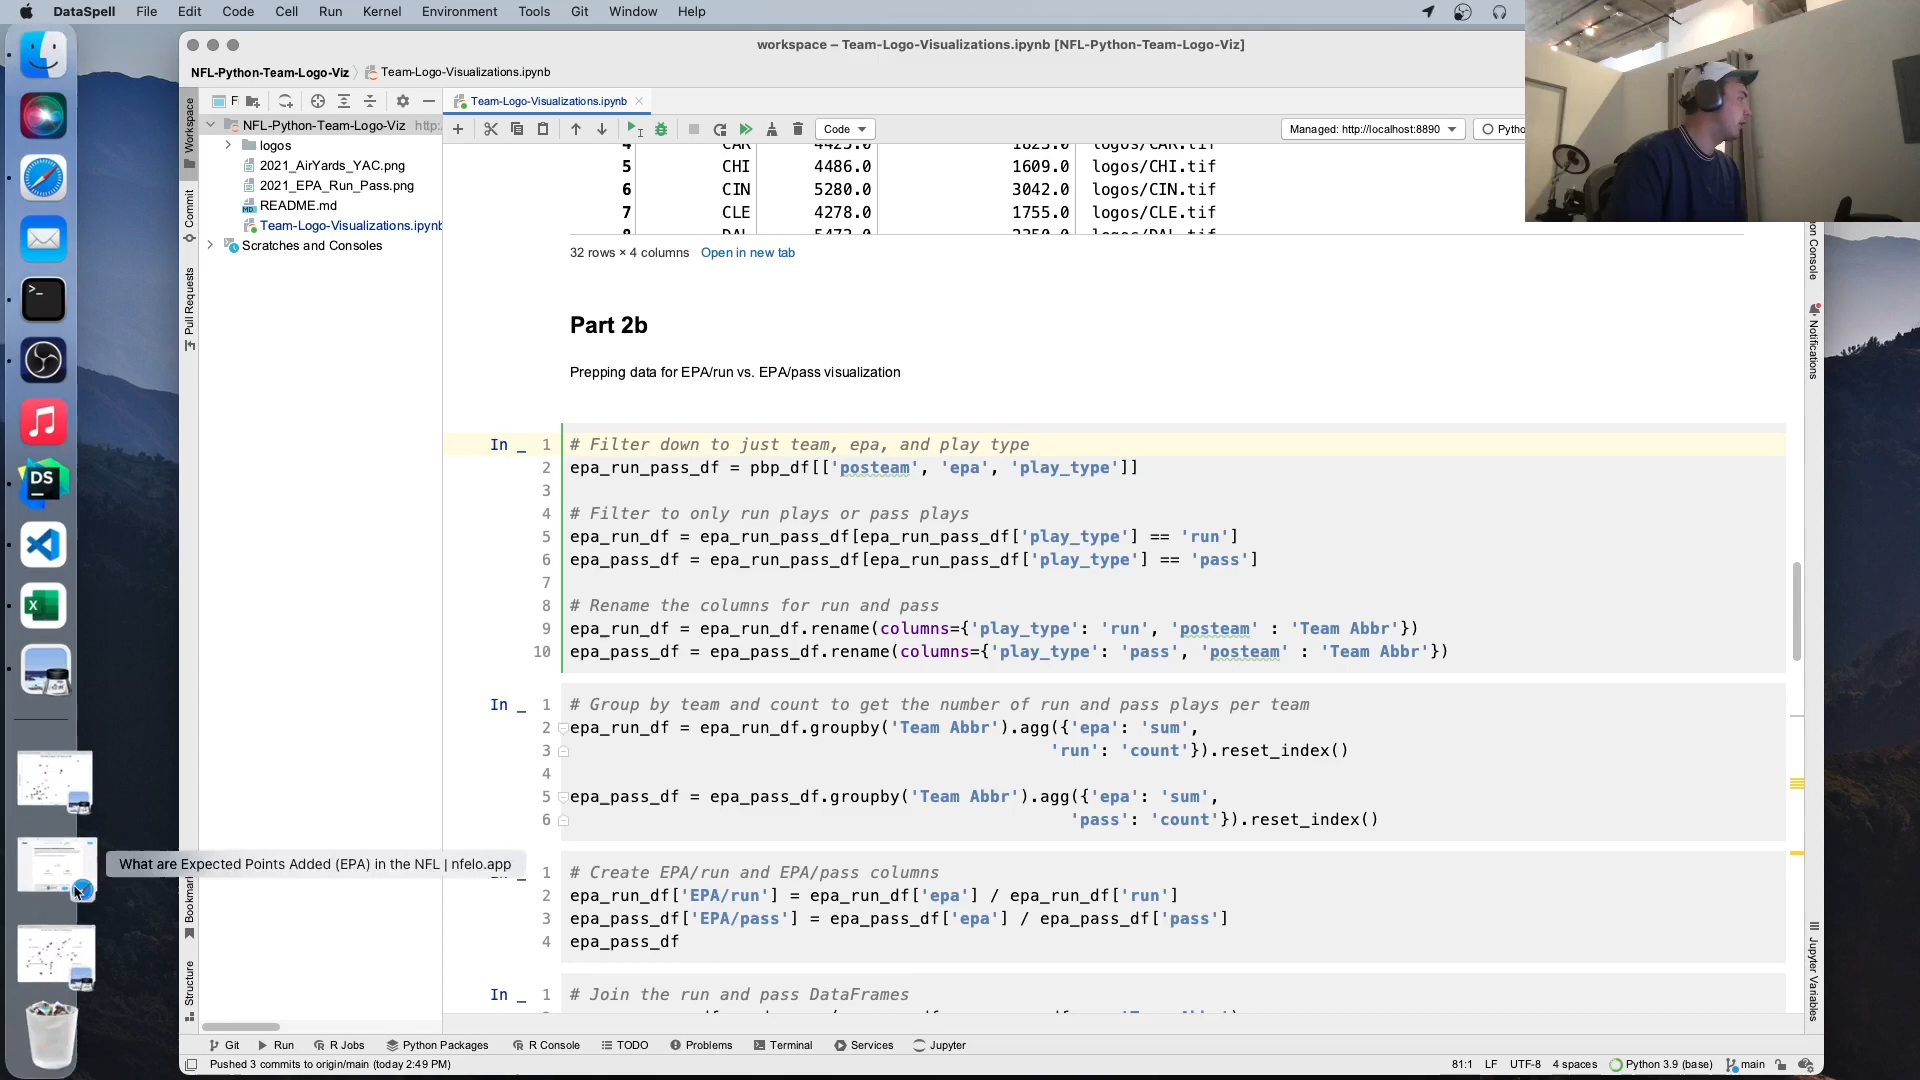 DataSpell File Edit Code Cell Run Kernel Environment Tools Git Window Help
workspace – Team-Logo-Visualizations.ipynb [NFL-Python-Team-Logo-Viz]
NFL-Python-Team-Logo-Viz Team-Logo-Visualizations.ipynb
F
Team-Logo-Visualizations.ipynb
Code
Managed: http://localhost:8890
Workspace
Commit
Pull Requests
Structure
NFL-Python-Team-Logo-Viz http:
logos
2021_AirYards_YAC.png
2021_EPA_Run_Pass.png
README.md
Team-Logo-Visualizations.ipynb
Scratches and Consoles
5 CHI 4486.0 1609.0 logos/CHI.tif
6 CIN 5280.0 3042.0 logos/CIN.tif
7 CLE 4278.0 1755.0 logos/CLE.tif
32 rows × 4 columns Open in new tab
Part 2b
Prepping data for EPA/run vs. EPA/pass visualization
In _ 1 # Filter down to just team, epa, and play type
2 epa_run_pass_df = pbp_df[['posteam', 'epa', 'play_type']]
3
4 # Filter to only run plays or pass plays
5 epa_run_df = epa_run_pass_df[epa_run_pass_df['play_type'] == 'run']
6 epa_pass_df = epa_run_pass_df[epa_run_pass_df['play_type'] == 'pass']
7
8 # Rename the columns for run and pass
9 epa_run_df = epa_run_df.rename(columns={'play_type': 'run', 'posteam' : 'Team Abbr'})
10 epa_pass_df = epa_pass_df.rename(columns={'play_type': 'pass', 'posteam' : 'Team Abbr'})
In _ 1 # Group by team and count to get the number of run and pass plays per team
2 epa_run_df = epa_run_df.groupby('Team Abbr').agg({'epa': 'sum',
3 'run': 'count'}).reset_index()
4
5 epa_pass_df = epa_pass_df.groupby('Team Abbr').agg({'epa': 'sum',
6 'pass': 'count'}).reset_index()
What are Expected Points Added (EPA) in the NFL | nfelo.app
1 # Create EPA/run and EPA/pass columns
2 epa_run_df['EPA/run'] = epa_run_df['epa'] / epa_run_df['run']
3 epa_pass_df['EPA/pass'] = epa_pass_df['epa'] / epa_pass_df['pass']
4 epa_pass_df
In _ 1 # Join the run and pass DataFrames
Notifications
Jupyter Variables
DS
Git Run R Jobs Python Packages R Console TODO Problems Terminal Services Jupyter
Pushed 3 commits to origin/main (today 2:49 PM)
81:1 LF UTF-8 4 spaces Python 3.9 (base) main